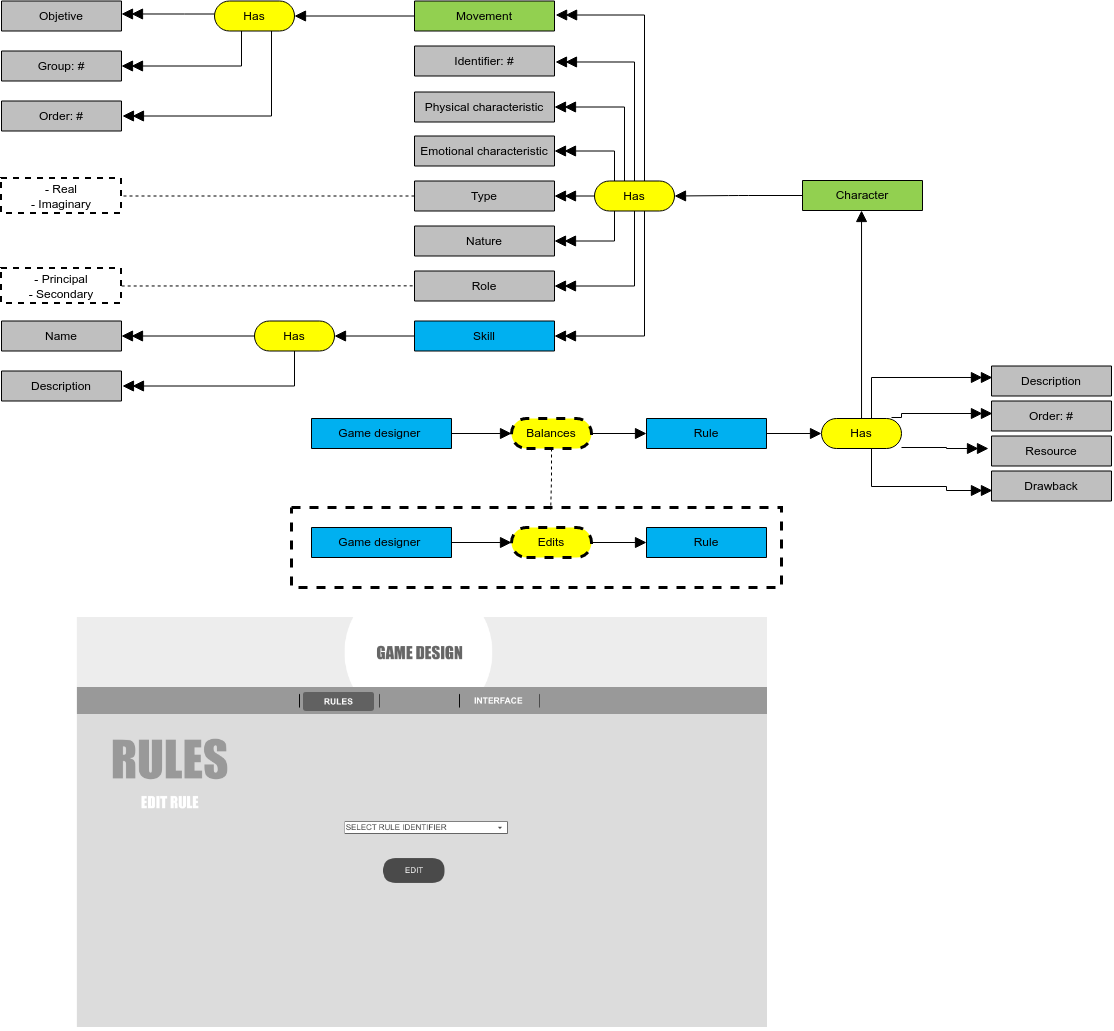 Objetive
Has
Movement
Group: #
Identifier: #
Order: #
Physical characteristic
Emotional characteristic
- Real
- Imaginary
Type
Has
Character
Nature
- Principal
- Secondary
Role
Name
Has
Skill
Description
Description
Order: #
Game designer
Balances
Rule
Has
Resource
Drawback
Game designer
Edits
Rule
GAME DESIGN
RULES
INTERFACE
RULES
EDIT RULE
SELECT RULE IDENTIFIER
EDIT